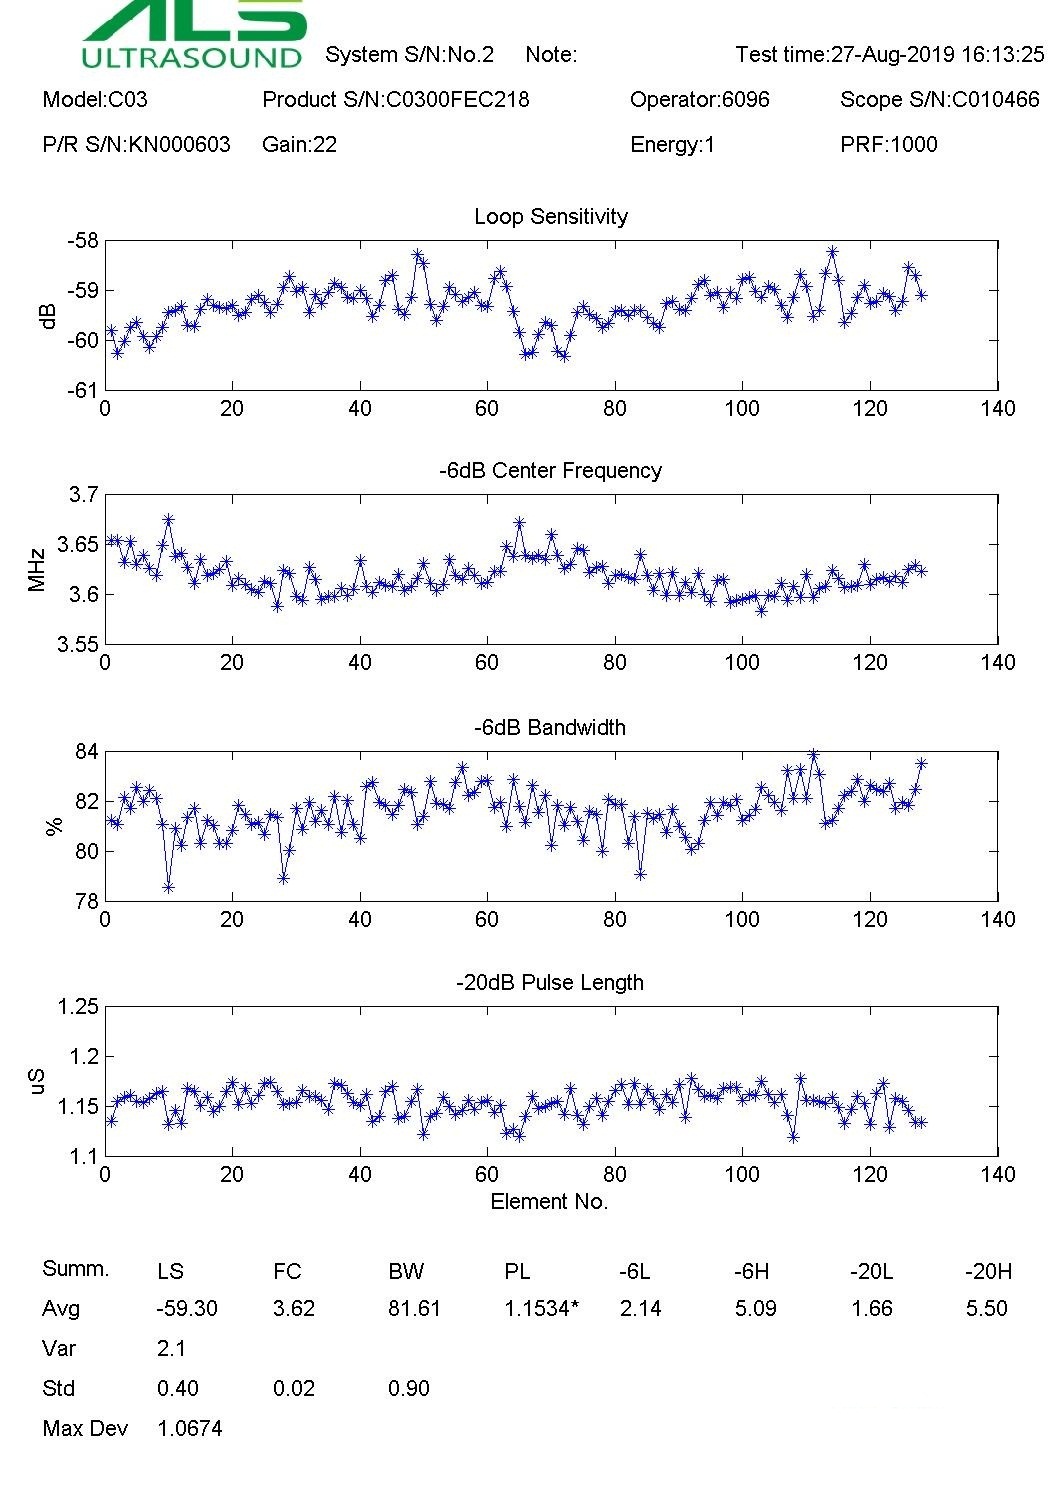 ALS
ULTRASOUND System S/N:No.2 Note: Test time:27-Aug-2019 16:13:25
Model:C03 Product S/N:C0300FEC218 Operator:6096 Scope S/N:C010466
P/R S/N:KN000603 Gain:22 Energy:1 PRF:1000
Loop Sensitivity
-58
-59
-60
-61
dB
0 20 40 60 80 100 120 140
-6dB Center Frequency
3.7
3.65
3.6
3.55
MHz
0 20 40 60 80 100 120 140
-6dB Bandwidth
84
82
80
78
%
0 20 40 60 80 100 120 140
-20dB Pulse Length
1.25
1.2
1.15
1.1
uS
0 20 40 60 80 100 120 140
Element No.
Summ. LS FC BW PL -6L -6H -20L -20H
Avg -59.30 3.62 81.61 1.1534* 2.14 5.09 1.66 5.50
Var 2.1
Std 0.40 0.02 0.90
Max Dev 1.0674